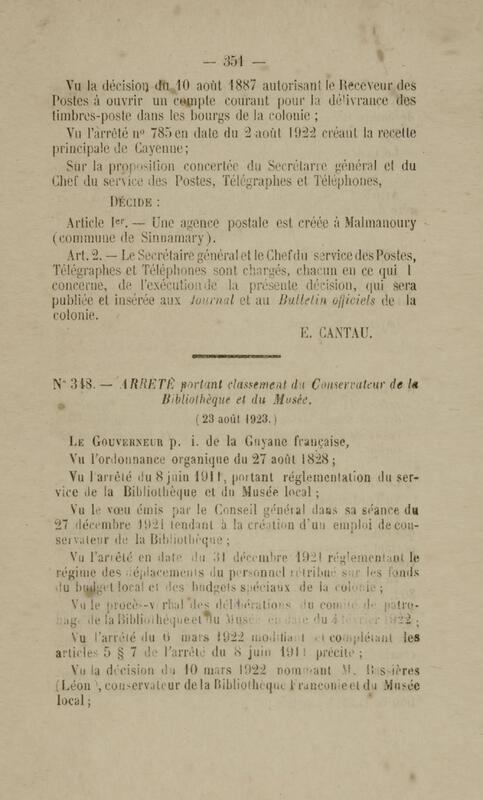 — 351 —
Vu la décision du 10 août 1887 autorisant le Receveur des
Postes à ouvrir un compte courant pour la délivrance des
timbres-poste dans les bourgs de la colonie ;
Vu l'arrêté n° 785 en date du 2 août 1922 créant la recette
principale de Cayenne ;
Sur la proposition concertée du Secrétaire général et du
Chef du service des Postes, Télégraphes et Téléphones,
DÉCIDE :
Article 1er. — Une agence postale est créée à Malmanoury
(commune de Sinnamary).
Art. 2. — Le Secrétaire général et le Chef du service des Postes,
Télégraphes et Téléphones sont chargés, chacun en ce qui l
concerne, de l'exécution de la présente décision, qui sera
publiée et insérée aux Journal et au Bulletin officiels de la
colonie.
E. CANTAU.
N° 348. — ARRETÉ portant classement du Conservateur de la
Bibliothèque et du Musée.
(23 août 1923.)
LE GOUVERNEUR p. i. de la Guyane française,
Vu l'ordonnance organique du 27 août 1828 ;
Vu l'arrêté du 8 juin 1911, portant réglementation du ser-
vice de la Bibliothèque et du Musée local ;
Vu le vœu émis par le Conseil général dans sa séance du
27 décembre 1921 tendant à la création d'un emploi de con-
servateur de la Bibliothèque ;
Vu l'arrêté en date du 31 décembre 1921 réglementant le
régime des déplacements du personnel rétribué sur les fonds
du budget local et des budgets spéciaux de la colonie ;
Vu le procès-verbal des délibérations du comité de patro-
nage de la Bibliothèque et du Musée en date du 4 février 1922 ;
Vu l'arrêté du 6 mars 1922 modifiant et complétant les
articles 5 § 7 de l'arrêté du 8 juin 1911 précité ;
Vu la décision du 10 mars 1922 nommant M. Bassières
(Léon), conservateur de la Bibliothèque Franconie et du Musée
local ;